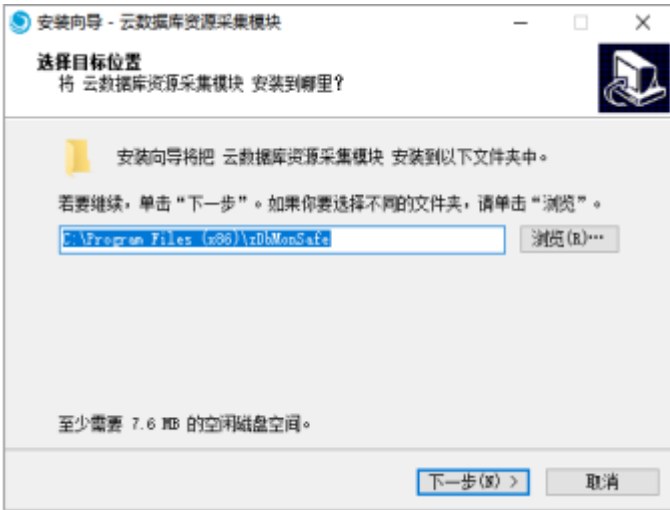 安装向导 - 云数据库资源采集模块
选择目标位置
将 云数据库资源采集模块 安装到哪里？
安装向导将把 云数据库资源采集模块 安装到以下文件夹中。
若要继续，单击“下一步”。如果你要选择不同的文件夹，请单击“浏览”。
C:\Program Files (x86)\zDbMonSafe
浏览(R)...
至少需要 7.6 MB 的空闲磁盘空间。
下一步(N) >
取消